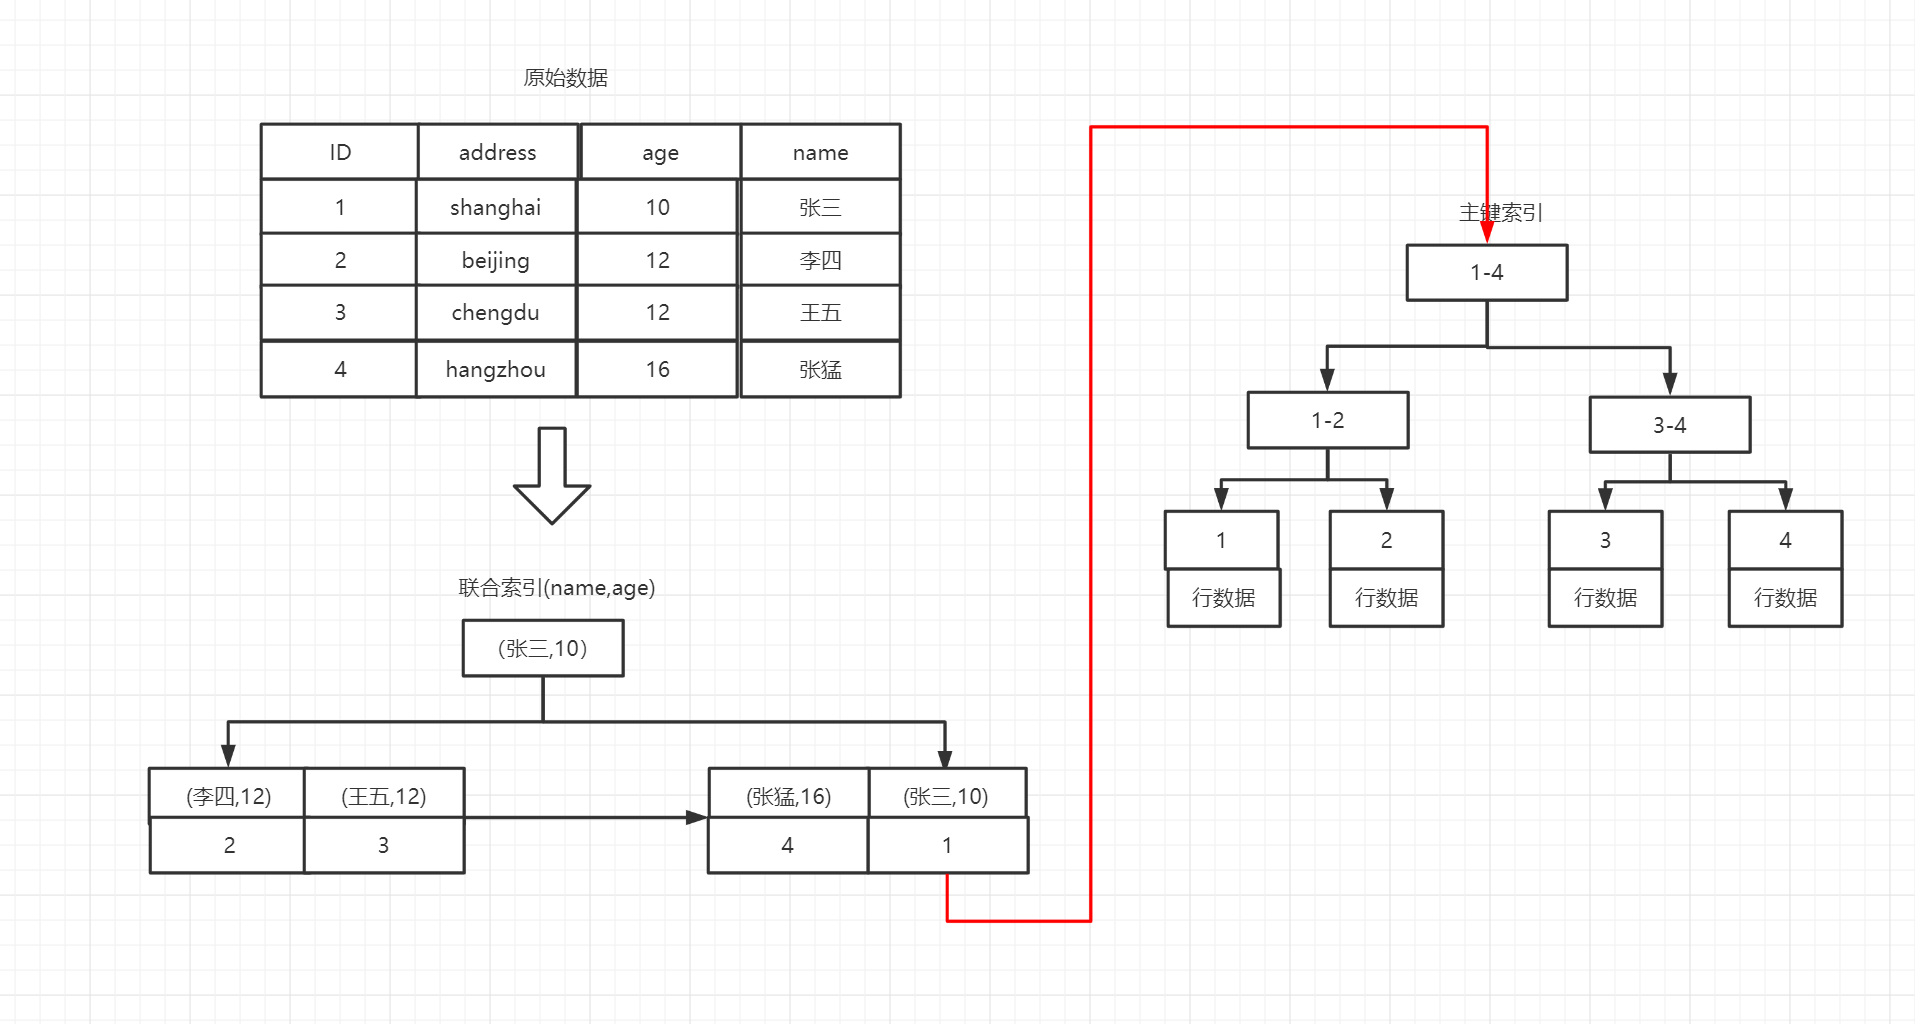 原始数据
ID address age name
1 shanghai 10 张三
2 beijing 12 李四
3 chengdu 12 王五
4 hangzhou 16 张猛
联合索引(name,age)
（张三,10）
(李四,12) (王五,12) (张猛,16) (张三,10)
2 3 4 1
主键索引
1-4
1-2 3-4
1 2 3 4
行数据 行数据 行数据 行数据